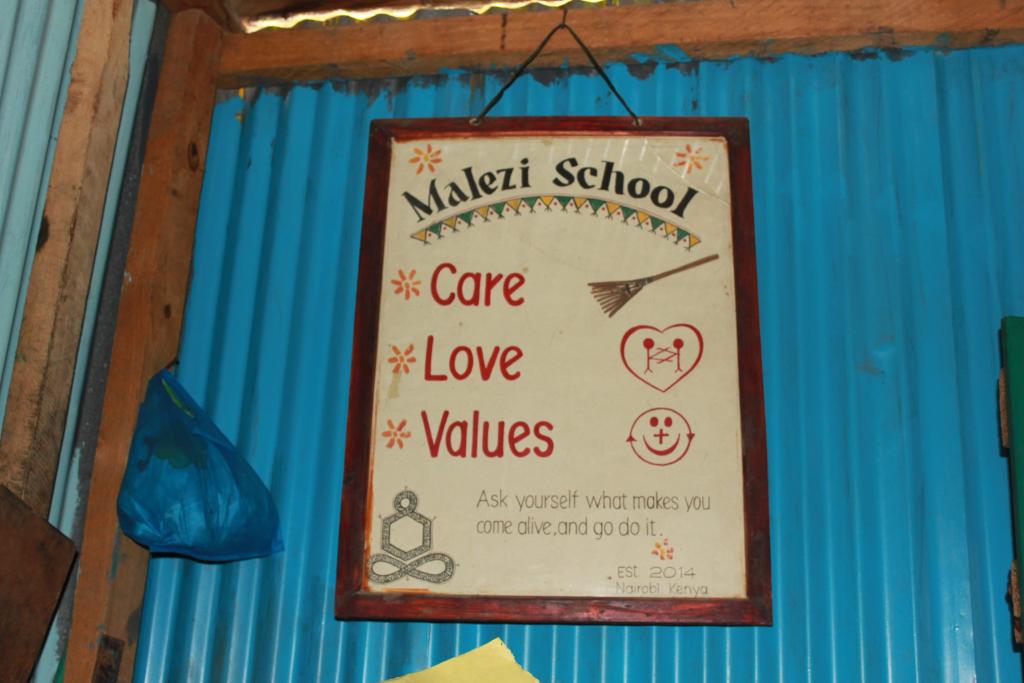 Malezi School
Care
Love
Values
Ask yourself what makes you
come alive, and go do it.
Est. 2014
Nairobi Kenya